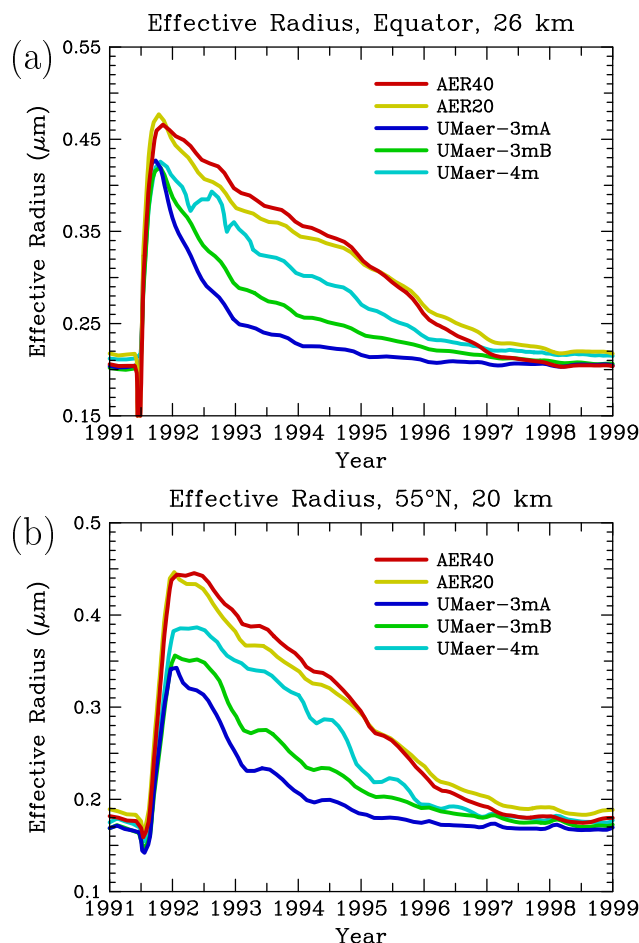 Effective Radius, Equator, 26 km
(a)
0.55
0.45
0.35
0.25
0.15
Effective Radius (μm)
AER40
AER20
UMaer-3mA
UMaer-3mB
UMaer-4m
1991 1992 1993 1994 1995 1996 1997 1998 1999
Year
Effective Radius, 55°N, 20 km
(b)
0.5
0.4
0.3
0.2
0.1
Effective Radius (μm)
AER40
AER20
UMaer-3mA
UMaer-3mB
UMaer-4m
1991 1992 1993 1994 1995 1996 1997 1998 1999
Year